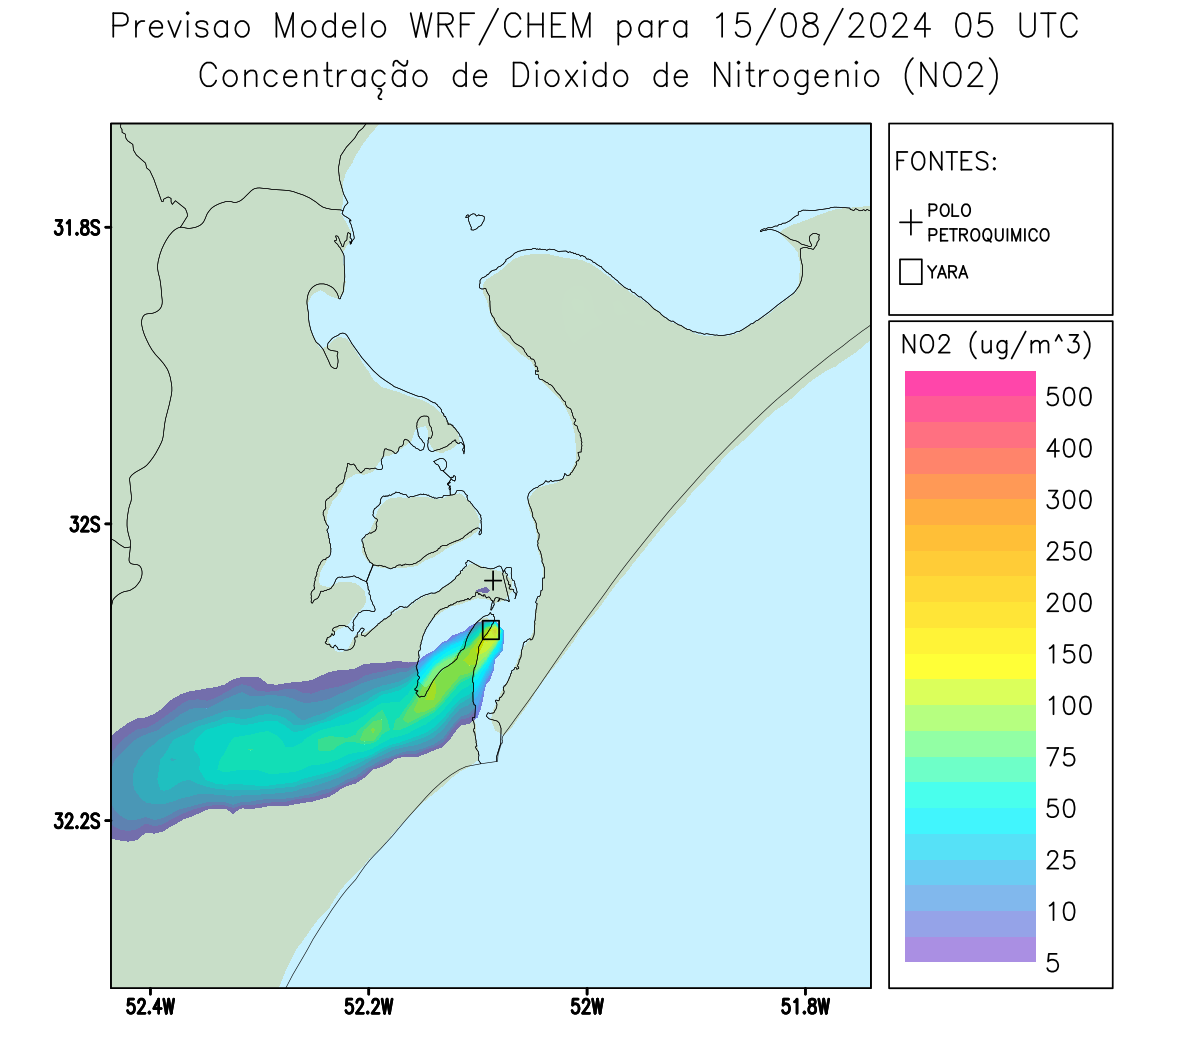 Previsao Modelo WRF/CHEM para 15/08/2024 05 UTC
Concentração de Dioxido de Nitrogenio (NO2)
FONTES:
POLO
PETROQUIMICO
YARA
NO2 (ug/m^3)
500
400
300
250
200
150
100
75
50
25
10
5
31.8S
32S
32.2S
52.4W
52.2W
52W
51.8W